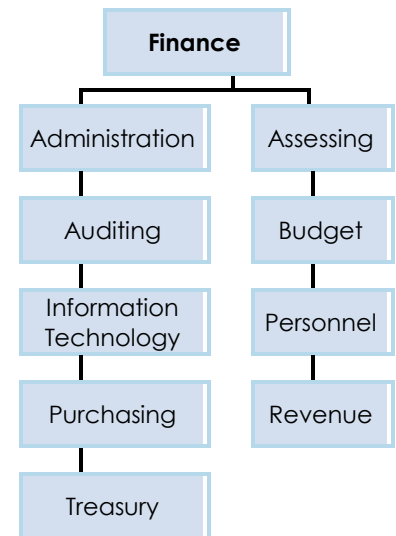 Finance
Administration
Assessing
Auditing
Budget
Information
Technology
Personnel
Purchasing
Revenue
Treasury